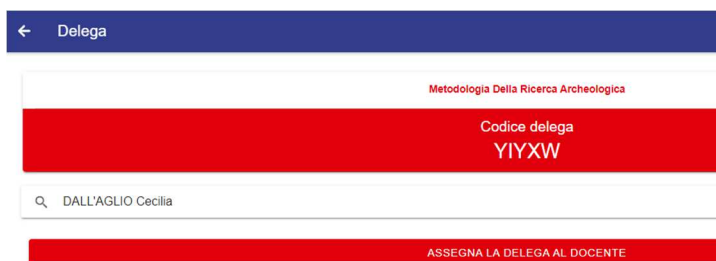 Delega
Metodologia Della Ricerca Archeologica
Codice delega
YIYXW
DALL'AGLIO Cecilia
ASSEGNA LA DELEGA AL DOCENTE